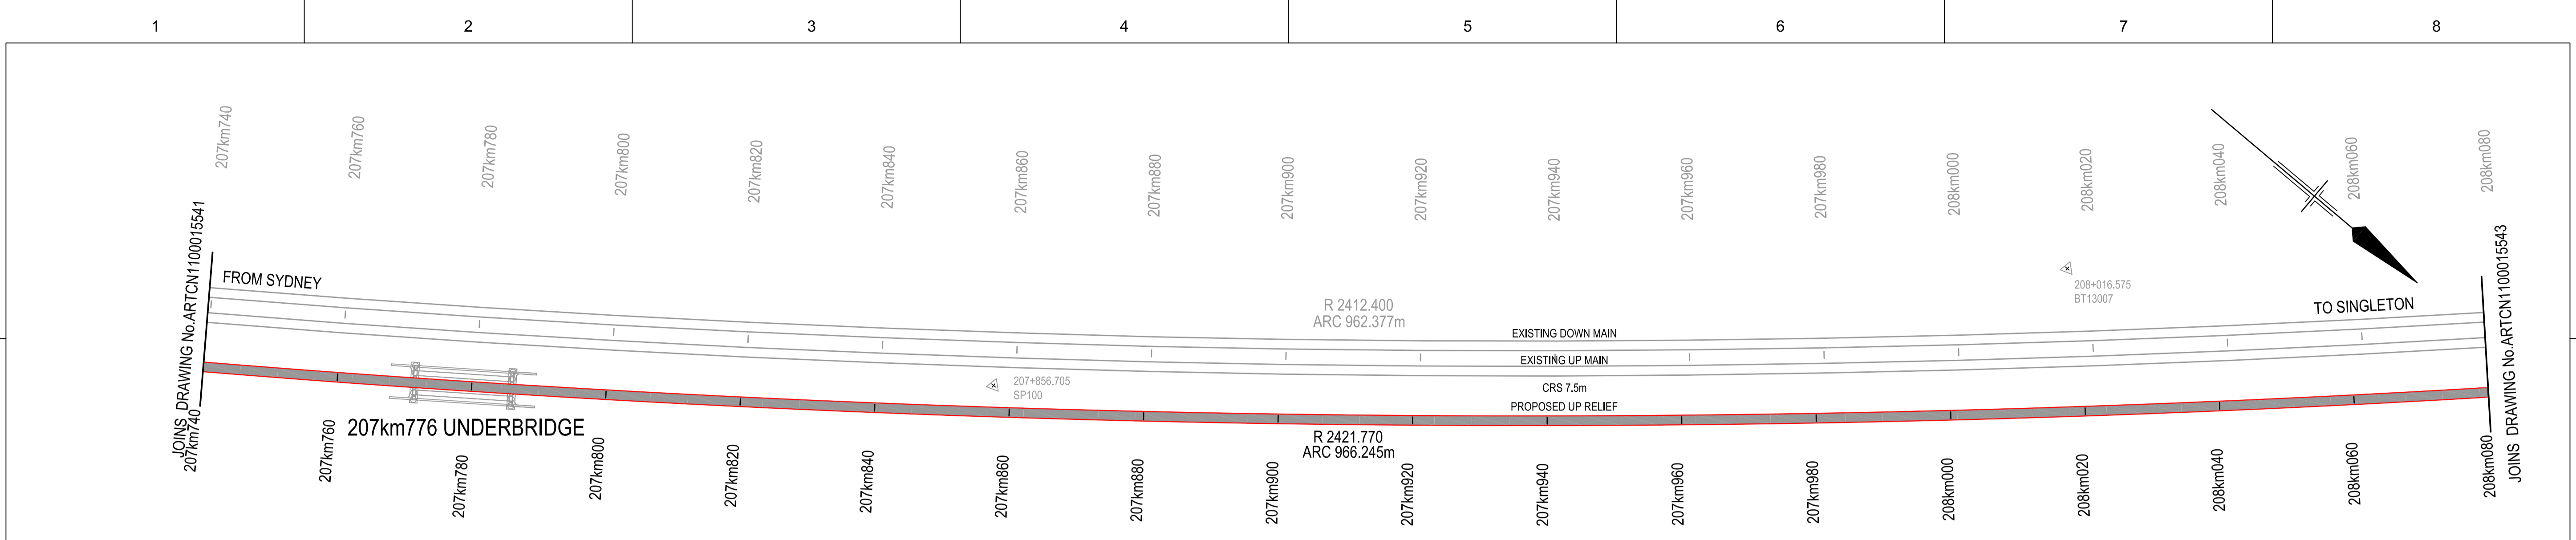 1 2 3 4 5 6 7 8
207km740
207km760
207km780
207km800
207km820
207km840
207km860
207km880
207km900
207km920
207km940
207km960
207km980
208km000
208km020
208km040
208km060
208km080
JOINS DRAWING No.ARTCN1100015541
FROM SYDNEY
R 2412.400
ARC 962.377m
EXISTING DOWN MAIN
EXISTING UP MAIN
CRS 7.5m
PROPOSED UP RELIEF
208+016.575
BT13007
TO SINGLETON
JOINS DRAWING No.ARTCN1100015543
207+856.705
SP100
207km776 UNDERBRIDGE
R 2421.770
ARC 966.245m
207km740
207km760
207km780
207km800
207km820
207km840
207km860
207km880
207km900
207km920
207km940
207km960
207km980
208km000
208km020
208km040
208km060
208km080